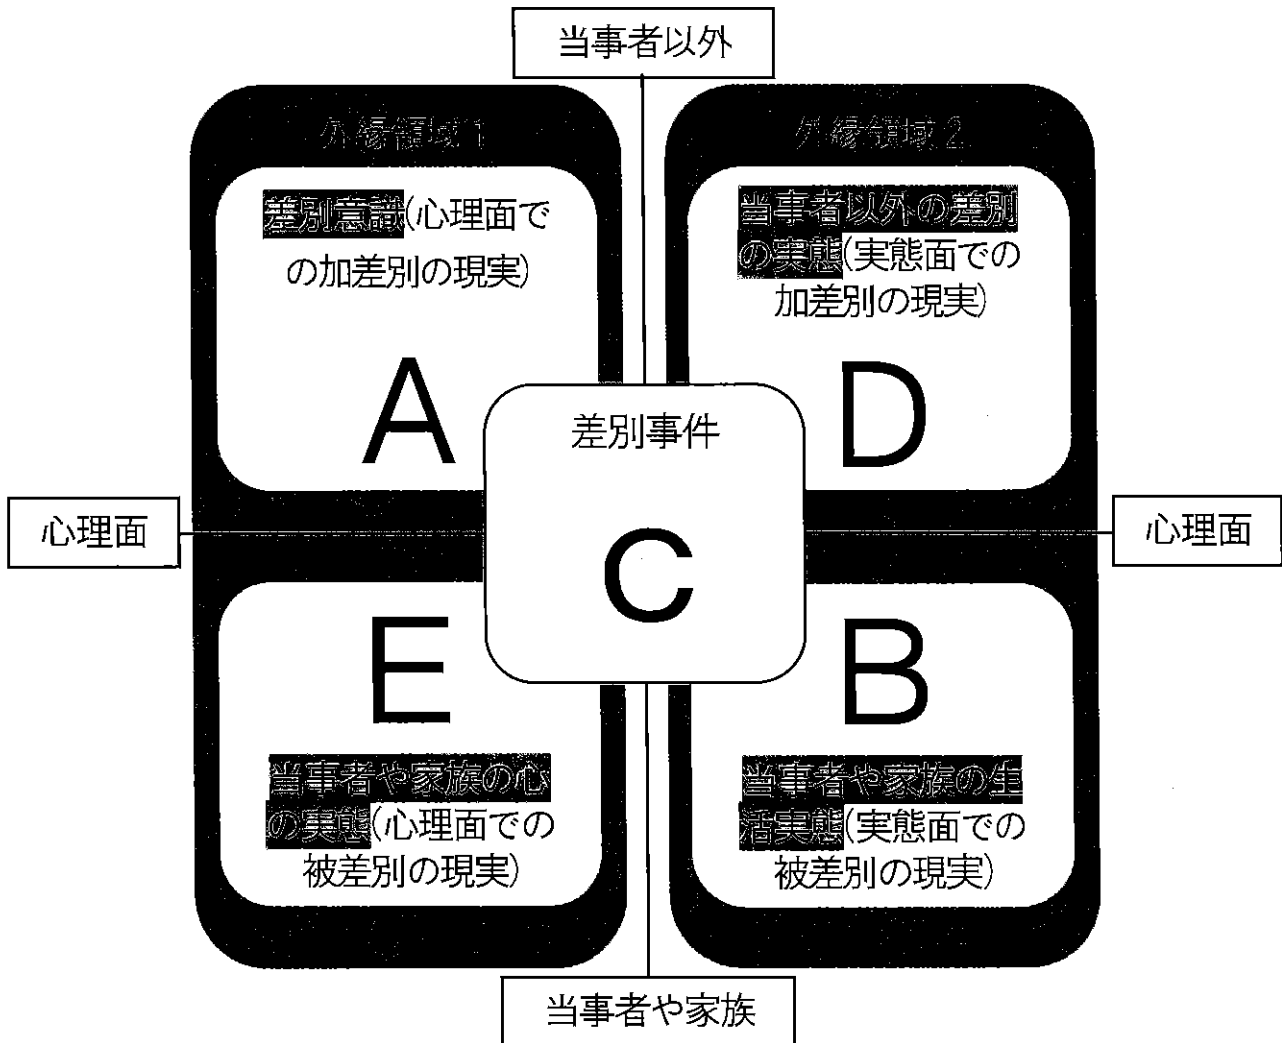 当事者以外
外縁領域1
外縁領域2
差別意識(心理面で
の加差別の現実)
A
当事者以外の差別
の実態(実態面での
加差別の現実)
D
差別事件
C
心理面
心理面
E
当事者や家族の心
の実態(心理面での
被差別の現実)
B
当事者や家族の生
活実態(実態面での
被差別の現実)
当事者や家族